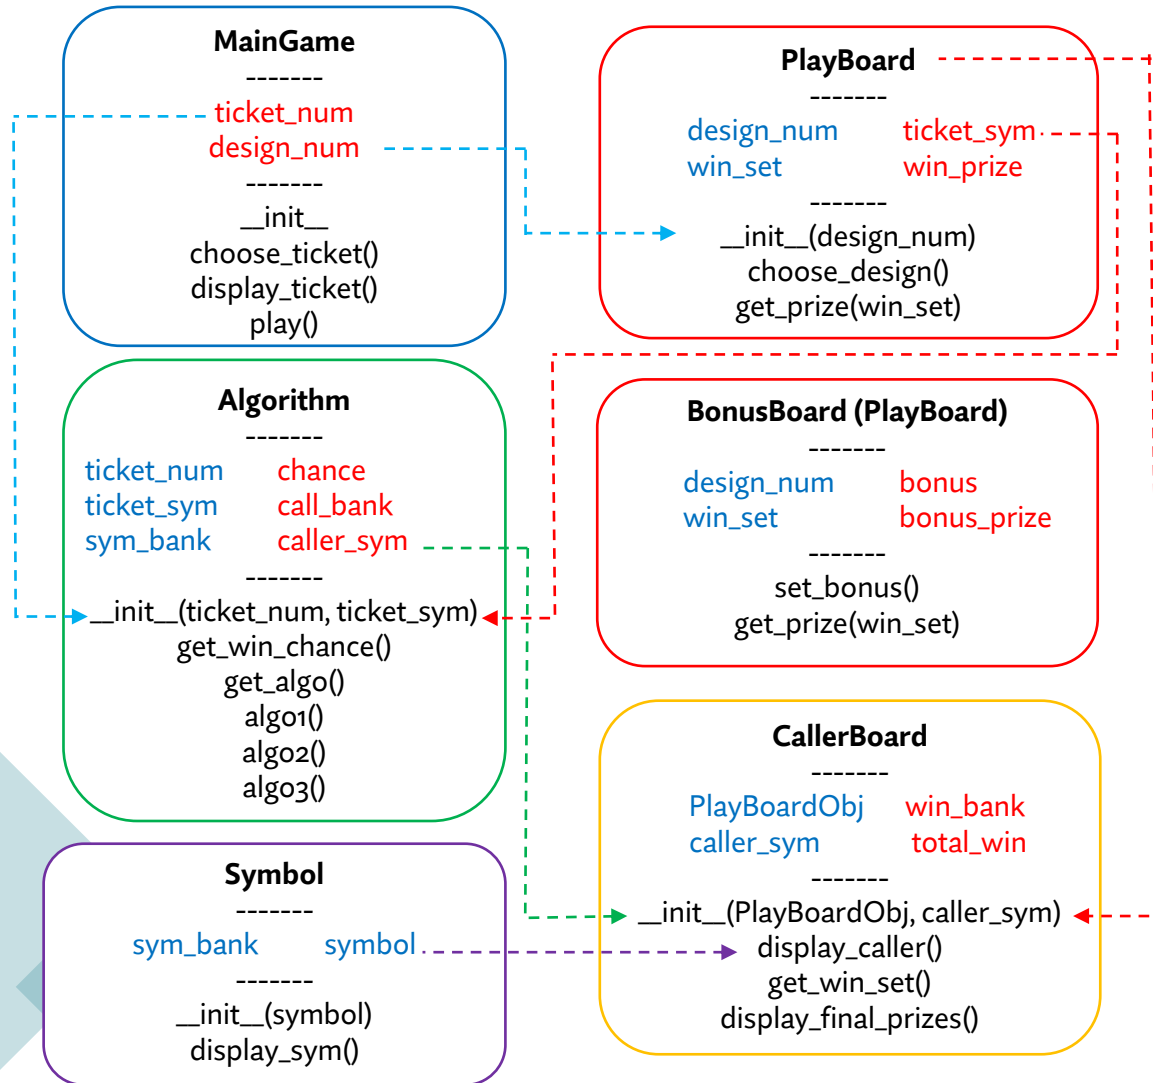 MainGame
-------
ticket_num
design_num
-------
__init__
choose_ticket()
display_ticket()
play()
PlayBoard
-------
design_num ticket_sym
win_set win_prize
-------
__init__(design_num)
choose_design()
get_prize(win_set)
Algorithm
-------
ticket_num chance
ticket_sym call_bank
sym_bank caller_sym
-------
__init__(ticket_num, ticket_sym)
get_win_chance()
get_algo()
algo1()
algo2()
algo3()
BonusBoard (PlayBoard)
-------
design_num bonus
win_set bonus_prize
-------
set_bonus()
get_prize(win_set)
Symbol
-------
sym_bank symbol
-------
__init__(symbol)
display_sym()
CallerBoard
-------
PlayBoardObj win_bank
caller_sym total_win
-------
__init__(PlayBoardObj, caller_sym)
display_caller()
get_win_set()
display_final_prizes()